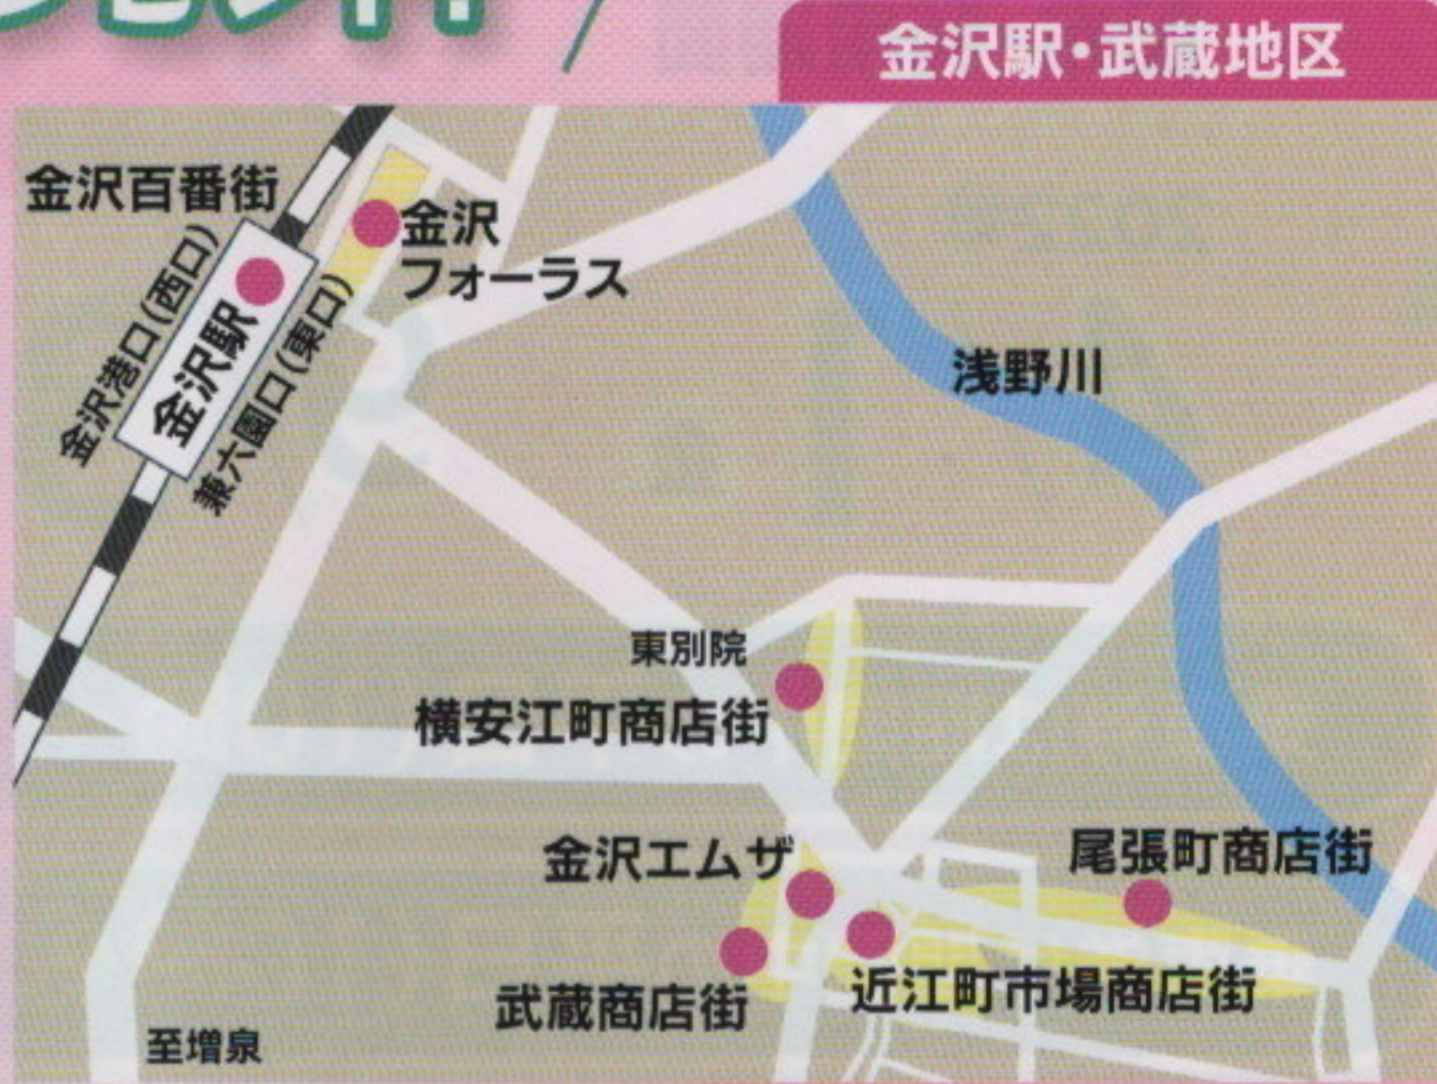 金沢駅・武蔵地区
金沢百番街
金沢
フォーラス
金沢港口(西口)
金沢駅
兼六園口(東口)
浅野川
東別院
横安江町商店街
金沢エムザ
尾張町商店街
武蔵商店街
近江町市場商店街
至増泉